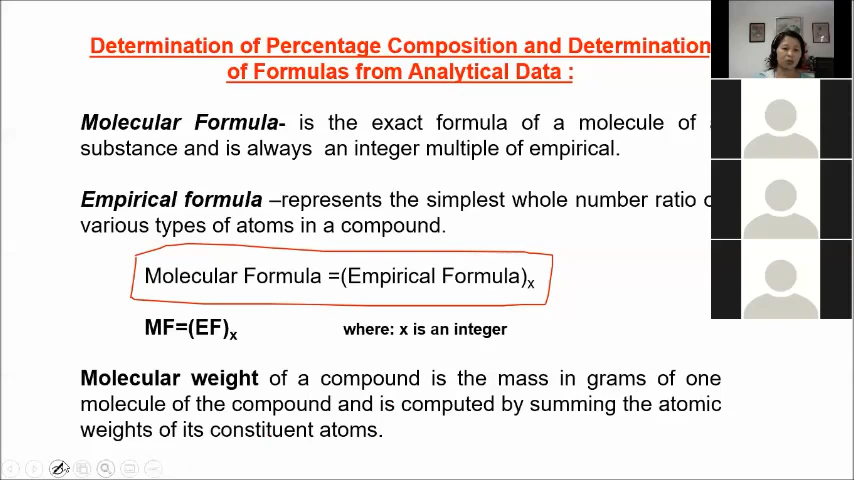 Determination of Percentage Composition and Determination
of Formulas from Analytical Data :
Molecular Formula- is the exact formula of a molecule of
substance and is always an integer multiple of empirical.
Empirical formula –represents the simplest whole number ratio
various types of atoms in a compound.
Molecular Formula =(Empirical Formula)x
MF=(EF)x where: x is an integer
Molecular weight of a compound is the mass in grams of one
molecule of the compound and is computed by summing the atomic
weights of its constituent atoms.